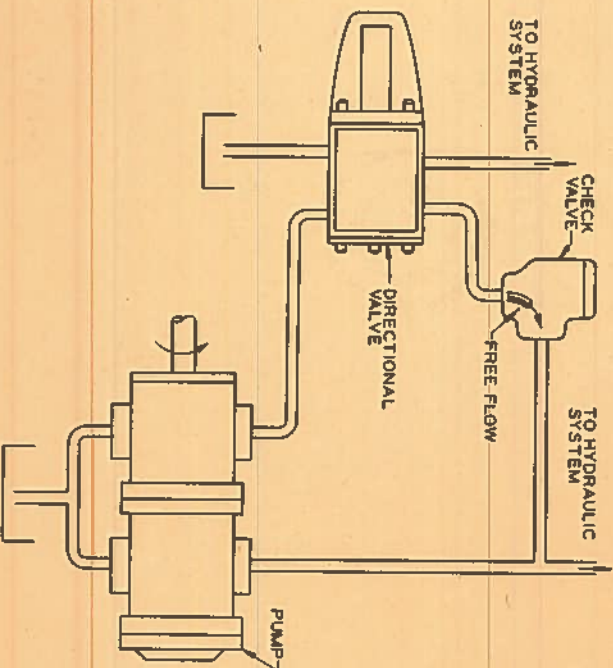 TO HYDRAULIC
SYSTEM
CHECK
VALVE
FREE FLOW
DIRECTIONAL
VALVE
TO HYDRAULIC
SYSTEM
PUMP